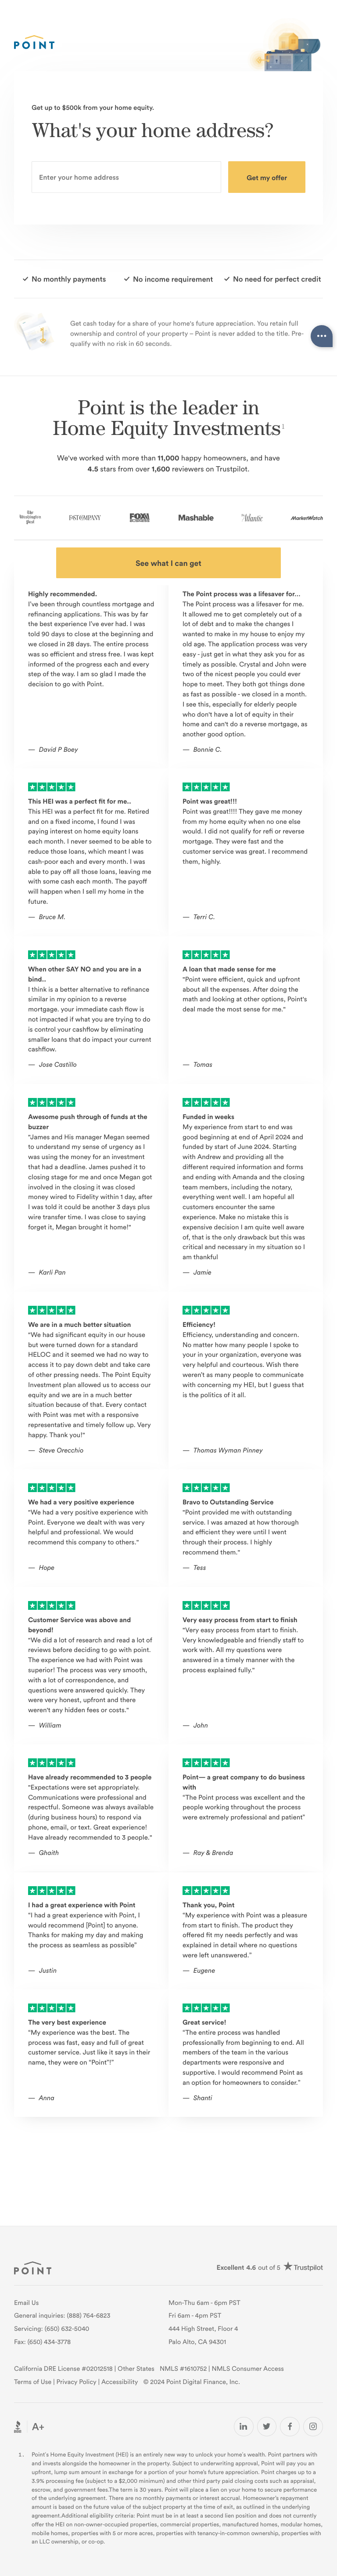 POINT
Get up to $500k from your home equity.
What's your home address?
Enter your home address
Get my offer
No monthly payments
No income requirement
No need for perfect credit
Get cash today for a share of your home's future appreciation. You retain full
ownership and control of your property – Point is never added to the title. Pre-
qualify with no risk in 60 seconds.
Point is the leader in
Home Equity Investments¹
We've worked with more than 11,000 happy homeowners, and have
4.5 stars from over 1,600 reviewers on Trustpilot.
The Washington Post
FAST COMPANY
FOX BUSINESS
Mashable
The Atlantic
MarketWatch
See what I can get
Highly recommended.
I've been through countless mortgage and
refinancing applications. This was by far
the best experience I've ever had. I was
told 90 days to close at the beginning and
we closed in 28 days. The entire process
was so efficient and stress free. I was kept
informed of the progress each and every
step of the way. I am so glad I made the
decision to go with Point.
— David P Boey
The Point process was a lifesaver for...
The Point process was a lifesaver for me.
It allowed me to get completely out of a
lot of debt and to make the changes I
wanted to make in my house to enjoy my
old age. The application process was very
easy - just get in what they ask you for as
timely as possible. Crystal and John were
two of the nicest people you could ever
hope to meet. They both got things done
as fast as possible - we closed in a month.
I see this, especially for elderly people
who don't have a lot of equity in their
home and can't do a reverse mortgage, as
another good option.
— Bonnie C.
This HEI was a perfect fit for me..
This HEI was a perfect fit for me. Retired
and on a fixed income, I found I was
paying interest on home equity loans
each month. I never seemed to be able to
reduce those loans, which meant I was
cash-poor each and every month. I was
able to pay off all those loans, leaving me
with some cash each month. The payoff
will happen when I sell my home in the
future.
— Bruce M.
Point was great!!!
Point was great!!!! They gave me money
from my home equity when no one else
would. I did not qualify for refi or reverse
mortgage. They were fast and the
customer service was great. I recommend
them, highly.
— Terri C.
When other SAY NO and you are in a
bind..
I think is a better alternative to refinance
similar in my opinion to a reverse
mortgage. your immediate cash flow is
not impacted if what you are trying to do
is control your cashflow by eliminating
smaller loans that do impact your current
cashflow.
— Jose Castillo
A loan that made sense for me
"Point were efficient, quick and upfront
about all the expenses. After doing the
math and looking at other options, Point's
deal made the most sense for me."
— Tomas
Awesome push through of funds at the
buzzer
"James and His manager Megan seemed
to understand my sense of urgency as I
was using the money for an investment
that had a deadline. James pushed it to
closing stage for me and once Megan got
involved in the closing it was closed
money wired to Fidelity within 1 day, after
I was told it could be another 3 days plus
wire transfer time. I was close to saying
forget it, Megan brought it home!"
— Karli Pan
Funded in weeks
My experience from start to end was
good beginning at end of April 2024 and
funded by start of June 2024. Starting
with Andrew and providing all the
different required information and forms
and ending with Amanda and the closing
team members, including the notary,
everything went well. I am hopeful all
customers encounter the same
experience. Make no mistake this is
expensive decision I am quite well aware
of, that is the only drawback but this was
critical and necessary in my situation so I
am thankful
— Jamie
We are in a much better situation
"We had significant equity in our house
but were turned down for a standard
HELOC and it seemed we had no way to
access it to pay down debt and take care
of other pressing needs. The Point Equity
Investment plan allowed us to access our
equity and we are in a much better
situation because of that. Every contact
with Point was met with a responsive
representative and timely follow up. Very
happy. Thank you!"
— Steve Orecchio
Efficiency!
Efficiency, understanding and concern.
No matter how many people I spoke to
your in your organization, everyone was
very helpful and courteous. Wish there
weren't as many people to communicate
with concerning my HEI, but I guess that
is the politics of it all.
— Thomas Wyman Pinney
We had a very positive experience
"We had a very positive experience with
Point. Everyone we dealt with was very
helpful and professional. We would
recommend this company to others."
— Hope
Bravo to Outstanding Service
"Point provided me with outstanding
service. I was amazed at how thorough
and efficient they were until I went
through their process. I highly
recommend them."
— Tess
Customer Service was above and
beyond!
"We did a lot of research and read a lot of
reviews before deciding to go with point.
The experience we had with Point was
superior! The process was very smooth,
with a lot of correspondence, and
questions were answered quickly. They
were very honest, upfront and there
weren't any hidden fees or costs."
— William
Very easy process from start to finish
"Very easy process from start to finish.
Very knowledgeable and friendly staff to
work with. All my questions were
answered in a timely manner with the
process explained fully."
— John
Have already recommended to 3 people
"Expectations were set appropriately.
Communications were professional and
respectful. Someone was always available
(during business hours) to respond via
phone, email, or text. Great experience!
Have already recommended to 3 people."
— Ghaith
Point— a great company to do business
with
"The Point process was excellent and the
people working throughout the process
were extremely professional and patient"
— Ray & Brenda
I had a great experience with Point
"I had a great experience with Point, I
would recommend [Point] to anyone.
Thanks for making my day and making
the process as seamless as possible"
— Justin
Thank you, Point
"My experience with Point was a pleasure
from start to finish. The product they
offered fit my needs perfectly and was
explained in detail where no questions
were left unanswered."
— Eugene
The very best experience
"My experience was the best. The
process was fast, easy and full of great
customer service. Just like it says in their
name, they were on "Point"!"
— Anna
Great service!
"The entire process was handled
professionally from beginning to end. All
members of the team in the various
departments were responsive and
supportive. I would recommend Point as
an option for homeowners to consider."
— Shanti
POINT
Excellent 4.6 out of 5 Trustpilot
Email Us
General inquiries: (888) 764-6823
Servicing: (650) 632-5040
Fax: (650) 434-3778
Mon-Thu 6am - 6pm PST
Fri 6am - 4pm PST
444 High Street, Floor 4
Palo Alto, CA 94301
California DRE License #02012518 | Other States NMLS #1610752 | NMLS Consumer Access
Terms of Use | Privacy Policy | Accessibility © 2024 Point Digital Finance, Inc.
A+
1. Point's Home Equity Investment (HEI) is an entirely new way to unlock your home's wealth. Point partners with
and invests alongside the homeowner in the property. Subject to underwriting approval, Point will pay you an
upfront, lump sum amount in exchange for a portion of your home's future appreciation. Point charges up to a
3.9% processing fee (subject to a $2,000 minimum) and other third party paid closing costs such as appraisal,
escrow, and government fees.The term is 30 years. Point will place a lien on your home to secure performance
of the underlying agreement. There are no monthly payments or interest accrual. Homeowner's repayment
amount is based on the future value of the subject property at the time of exit, as outlined in the underlying
agreement.Additional eligibility criteria: Point must be in at least a second lien position and does not currently
offer the HEI on non-owner-occupied properties, commercial properties, manufactured homes, modular homes,
mobile homes, properties with 5 or more acres, properties with tenancy-in-common ownership, properties with
an LLC ownership, or co-op.